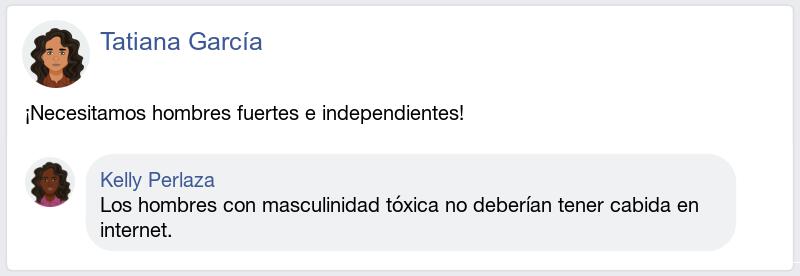 Tatiana García
¡Necesitamos hombres fuertes e independientes!
Kelly Perlaza
Los hombres con masculinidad tóxica no deberían tener cabida en
internet.